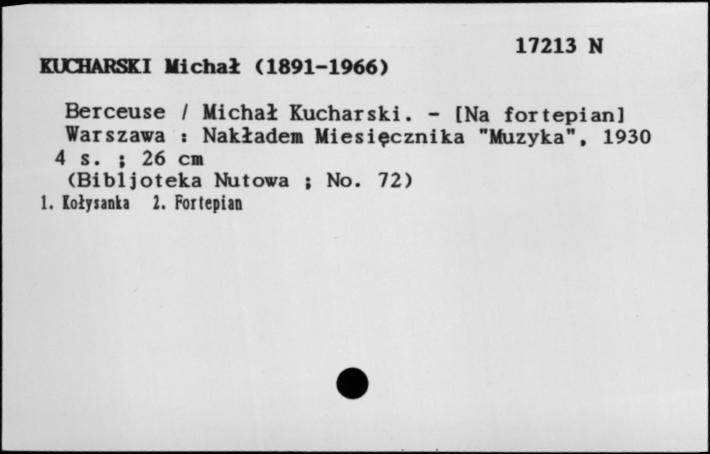 17213 N
KUCHARSKI Michał (1891-1966)
Berceuse / Michał Kucharski. - [Na fortepian]
Warszawa : Nakładem Miesięcznika "Muzyka", 1930
4 s. ; 26 cm
(Bibljoteka Nutowa ; No. 72)
1. Kołysanka 2. Fortepian